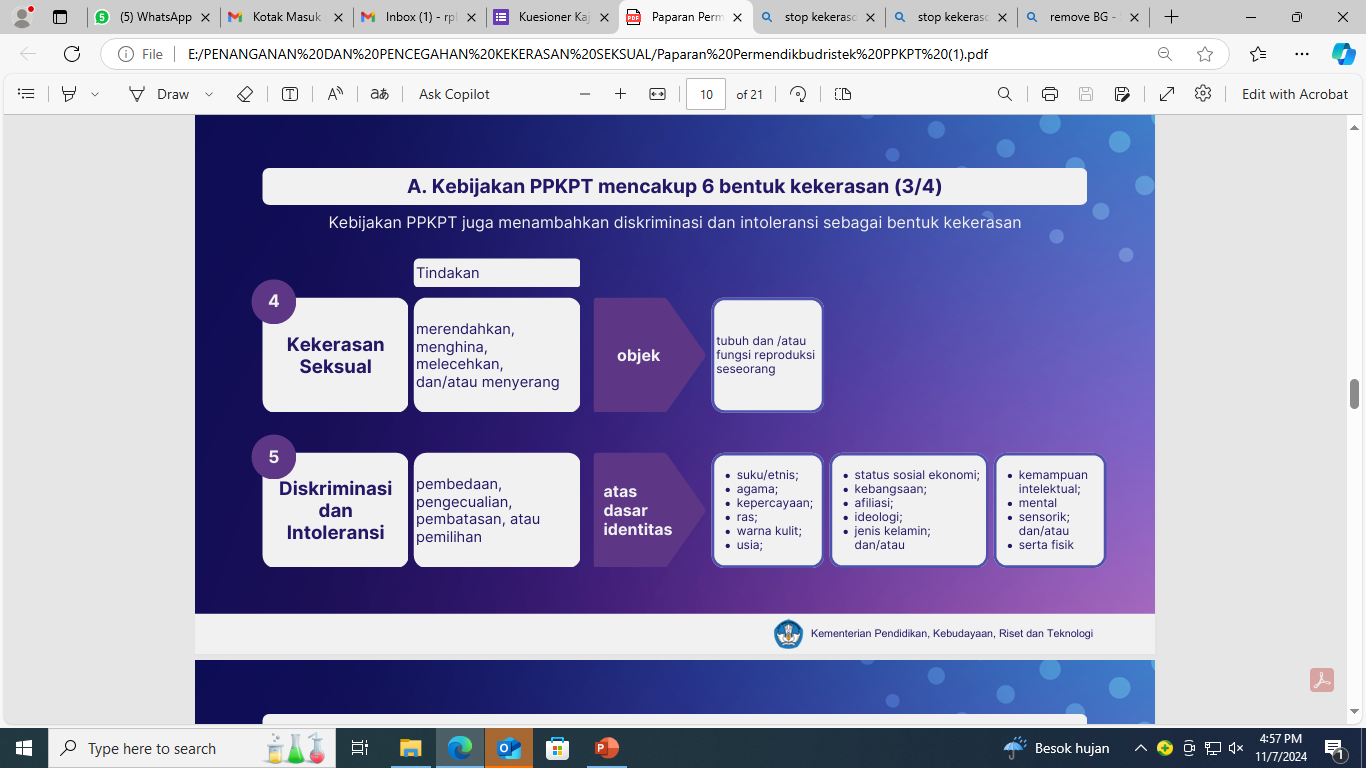 (5) WhatsApp
Kotak Masuk
Inbox (1) - rpl
Kuesioner Kaj
Paparan Perm
stop kekeras
stop kekeras
remove BG -
File
E:/PENANGANAN%20DAN%20PENCEGAHAN%20KEKERASAN%20SEKSUAL/Paparan%20Permendikbudristek%20PPKPT%20(1).pdf
Draw
Ask Copilot
10
of 21
Edit with Acrobat
A. Kebijakan PPKPT mencakup 6 bentuk kekerasan (3/4)
Kebijakan PPKPT juga menambahkan diskriminasi dan intoleransi sebagai bentuk kekerasan
Tindakan
4
Kekerasan
Seksual
merendahkan,
menghina,
melecehkan,
dan/atau menyerang
objek
tubuh dan /atau
fungsi reproduksi
seseorang
5
Diskriminasi
dan
Intoleransi
pembedaan,
pengecualian,
pembatasan, atau
pemilihan
atas
dasar
identitas
• suku/etnis;
• agama;
• kepercayaan;
• ras;
• warna kulit;
• usia;
• status sosial ekonomi;
• kebangsaan;
• afiliasi;
• ideologi;
• jenis kelamin;
dan/atau
• kemampuan
intelektual;
• mental
• sensorik;
dan/atau
• serta fisik
Kementerian Pendidikan, Kebudayaan, Riset dan Teknologi
Type here to search
Besok hujan
4:57 PM
11/7/2024
1